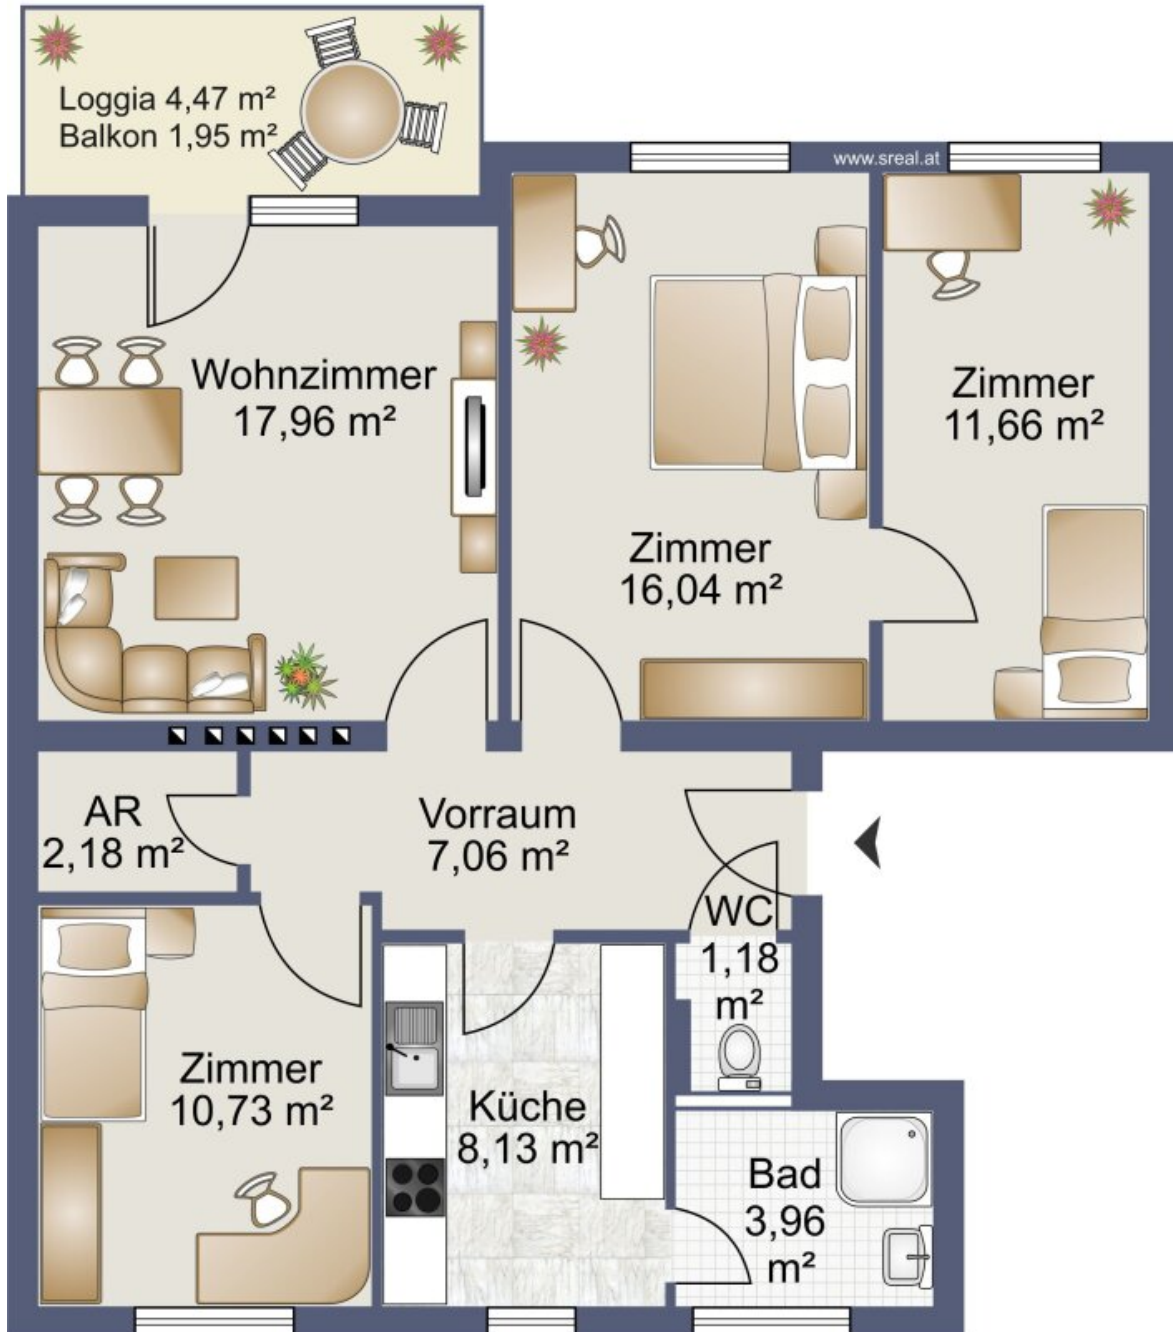 Loggia 4,47 m²
Balkon 1,95 m²
www.sreal.at
Wohnzimmer
17,96 m²
Zimmer
11,66 m²
Zimmer
16,04 m²
AR
2,18 m²
Vorraum
7,06 m²
WC
1,18
m²
Zimmer
10,73 m²
Küche
8,13 m²
Bad
3,96
m²